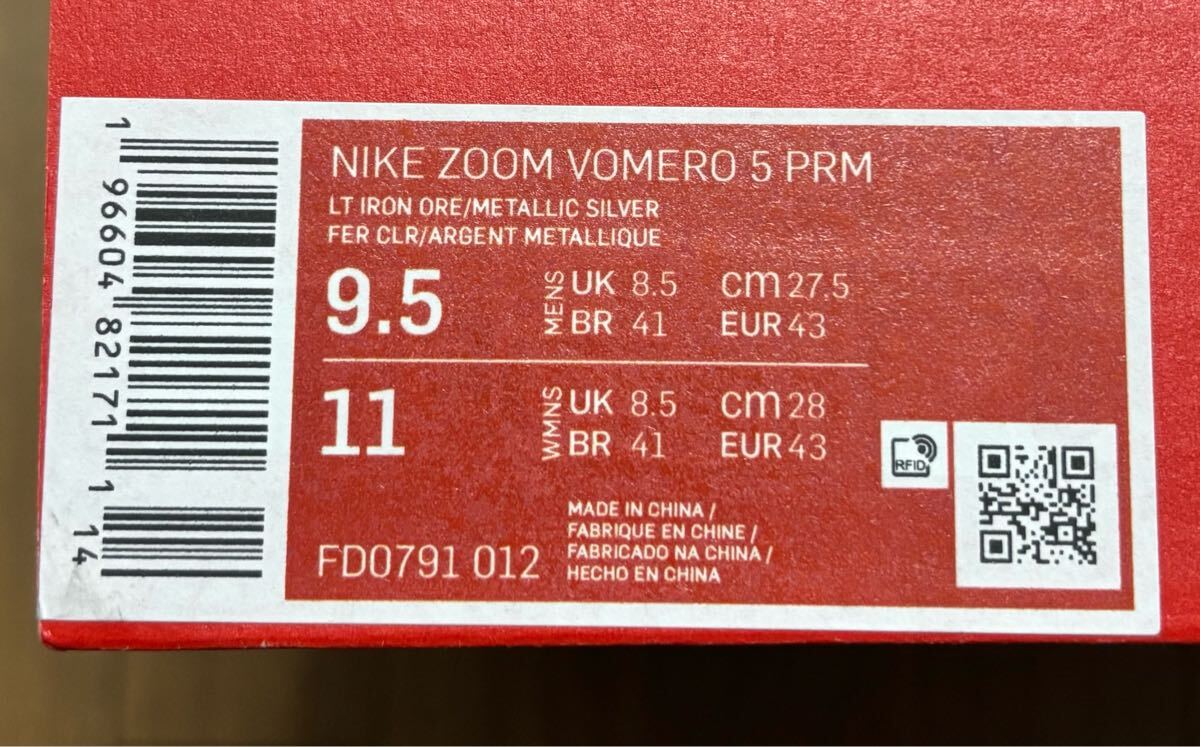 NIKE ZOOM VOMERO 5 PRM
LT IRON ORE/METALLIC SILVER
FER CLR/ARGENT METALLIQUE
9.5 MENS UK 8.5 cm 27.5
BR 41 EUR 43
11 WMNS UK 8.5 cm 28
BR 41 EUR 43
RFID
MADE IN CHINA /
FABRIQUE EN CHINE /
FABRICADO NA CHINA /
HECHO EN CHINA
FD0791 012
1 96604 82171 1 14